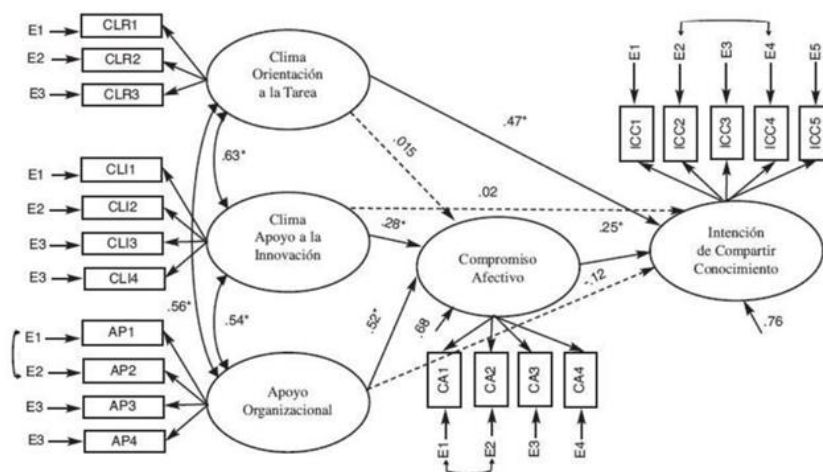 E1
CLR1
E2
CLR2
E3
CLR3
Clima
Orientación
a la Tarea
E1
CLI1
E2
CLI2
E3
CLI3
E3
CLI4
Clima
Apoyo a la
Innovación
E1
AP1
E2
AP2
E3
AP3
E3
AP4
Apoyo
Organizacional
.63*
.56*
.54*
.47*
.015
.02
.28*
.25*
-.12
.52*
.68
Compromiso
Afectivo
CA1
CA2
CA3
CA4
E1
E2
E3
E4
E1
E2
E3
E4
E5
ICC1
ICC2
ICC3
ICC4
ICC5
Intención
de Compartir
Conocimiento
.76